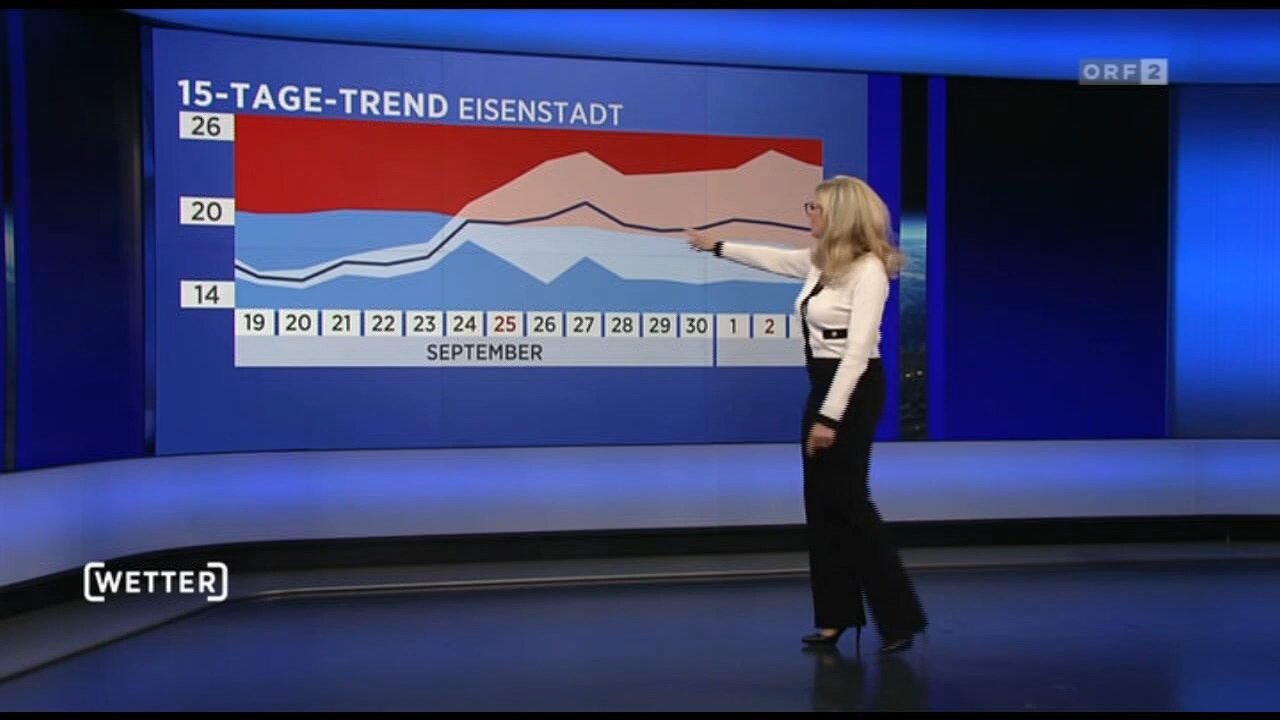 ORF 2
15-TAGE-TREND EISENSTADT
26
20
14
19 20 21 22 23 24 25 26 27 28 29 30 1 2
SEPTEMBER
[WETTER]